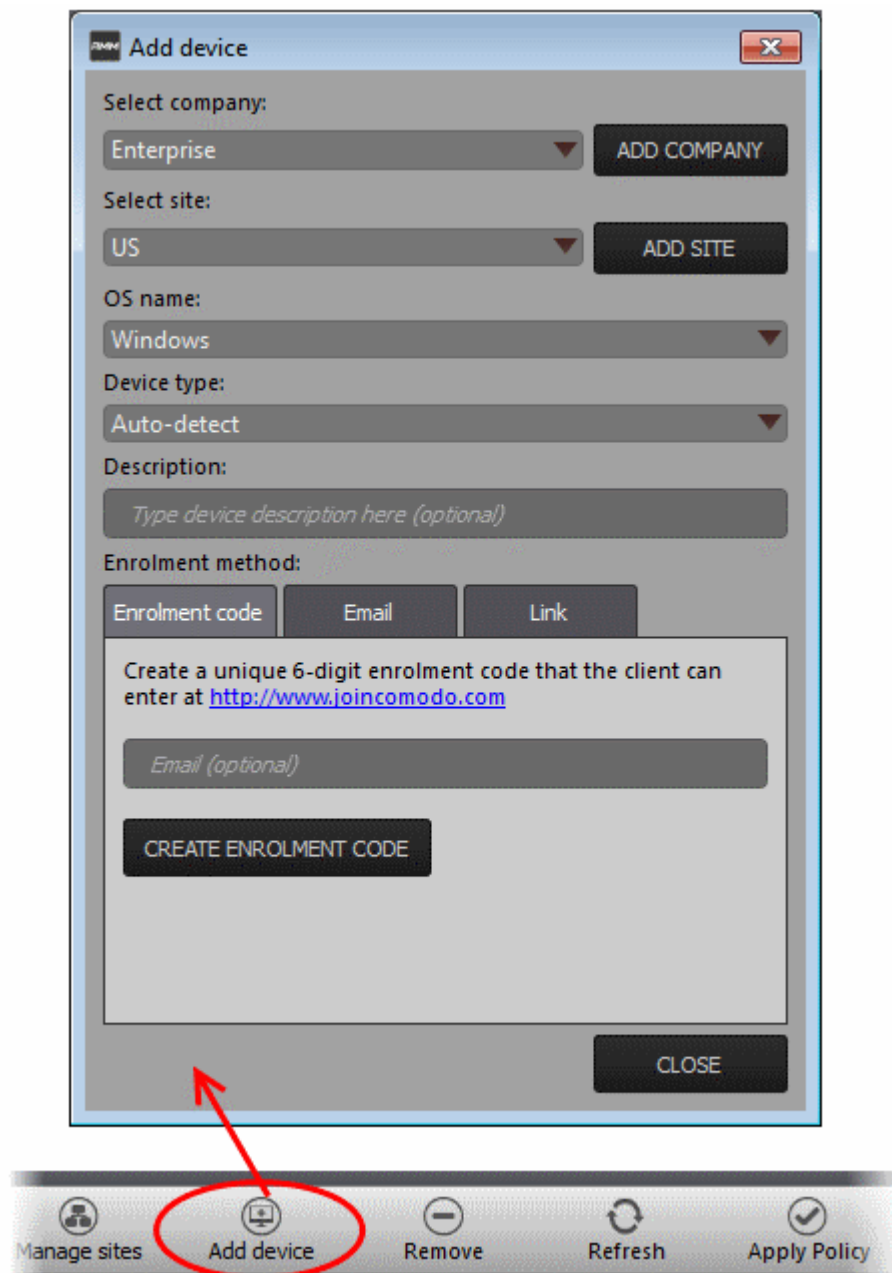 RMM Add device
Select company:
Enterprise ADD COMPANY
Select site:
US ADD SITE
OS name:
Windows
Device type:
Auto-detect
Description:
Type device description here (optional)
Enrolment method:
Enrolment code Email Link
Create a unique 6-digit enrolment code that the client can
enter at http://www.joincomodo.com
Email (optional)
CREATE ENROLMENT CODE
CLOSE
Manage sites Add device Remove Refresh Apply Policy